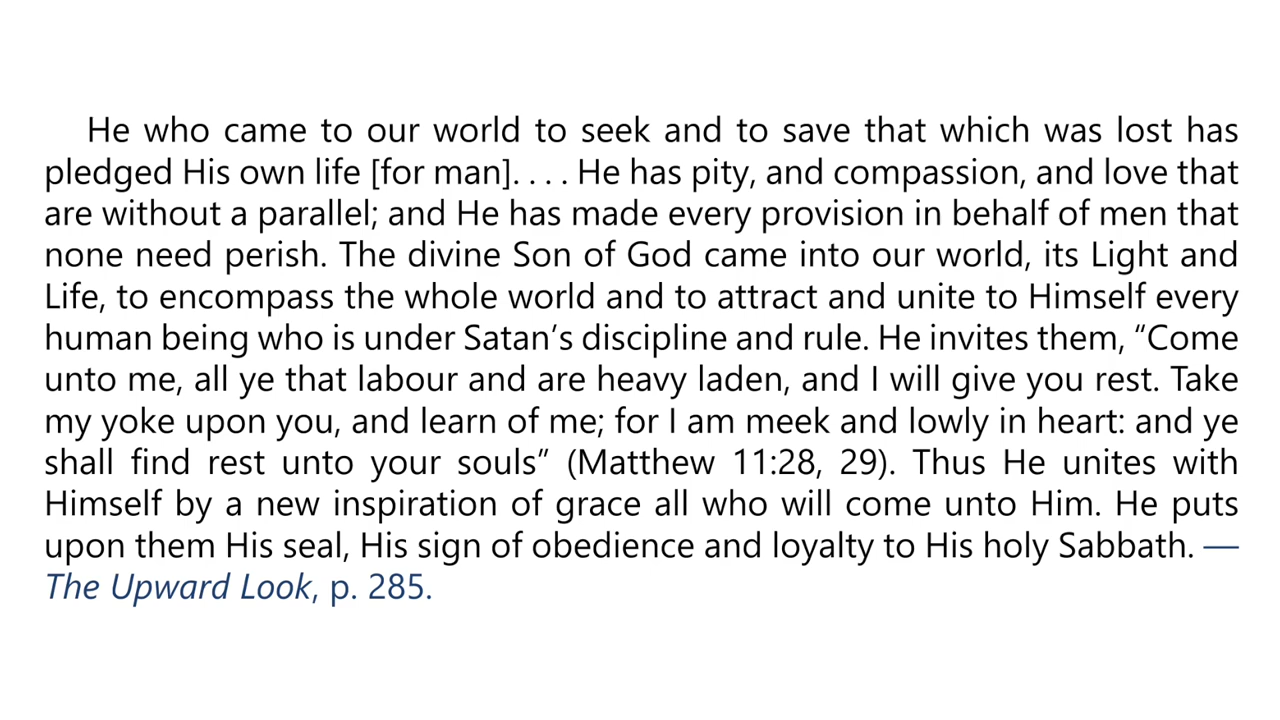 He who came to our world to seek and to save that which was lost has
pledged His own life [for man]. . . . He has pity, and compassion, and love that
are without a parallel; and He has made every provision in behalf of men that
none need perish. The divine Son of God came into our world, its Light and
Life, to encompass the whole world and to attract and unite to Himself every
human being who is under Satan’s discipline and rule. He invites them, “Come
unto me, all ye that labour and are heavy laden, and I will give you rest. Take
my yoke upon you, and learn of me; for I am meek and lowly in heart: and ye
shall find rest unto your souls” (Matthew 11:28, 29). Thus He unites with
Himself by a new inspiration of grace all who will come unto Him. He puts
upon them His seal, His sign of obedience and loyalty to His holy Sabbath. —
The Upward Look, p. 285.